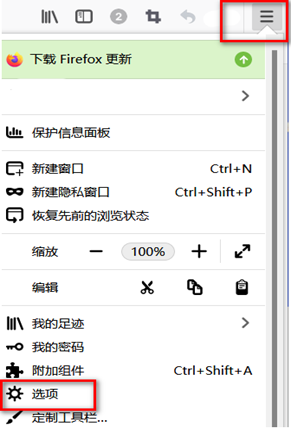 2
下载 Firefox 更新
保护信息面板
新建窗口 Ctrl+N
新建隐私窗口 Ctrl+Shift+P
恢复先前的浏览状态
缩放 100%
编辑
我的足迹
我的密码
附加组件 Ctrl+Shift+A
选项
定制工具栏...